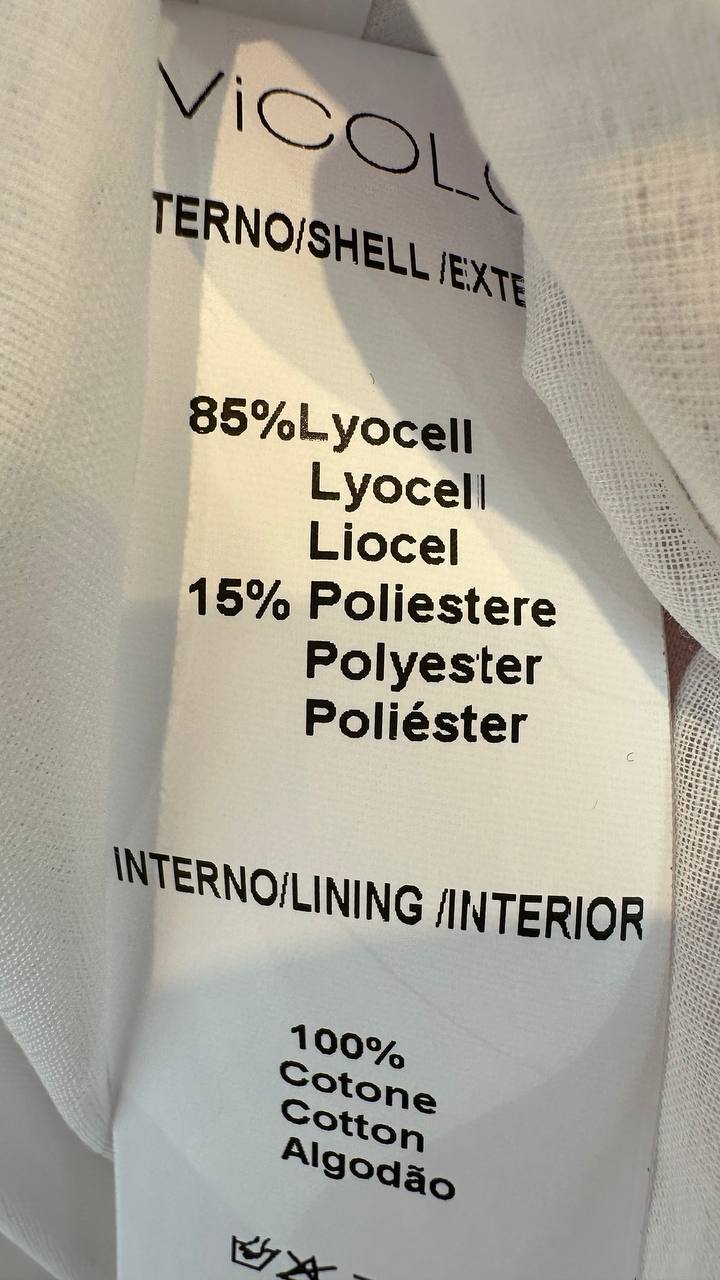 ViCOL
TERNO/SHELL /EXTE
85%Lyocell
Lyocell
Liocel
15% Poliestere
Polyester
Poliéster
INTERNO/LINING /INTERIOR
100%
Cotone
Cotton
Algodão